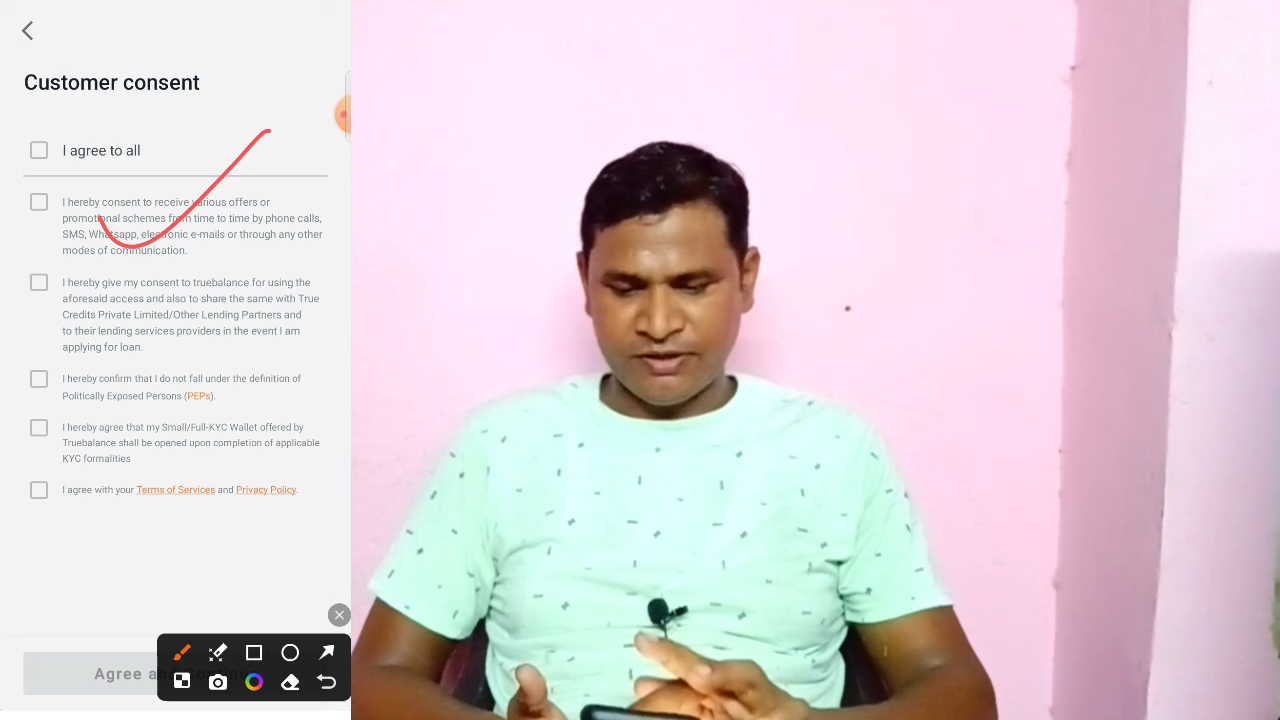 Customer consent
I agree to all
I hereby consent to receive various offers or
promotional schemes from time to time by phone calls,
SMS, Whatsapp, electronic e-mails or through any other
modes of communication.
I hereby give my consent to truebalance for using the
aforesaid access and also to share the same with True
Credits Private Limited/Other Lending Partners and
to their lending services providers in the event I am
applying for loan.
I hereby confirm that I do not fall under the definition of
Politically Exposed Persons (PEPs).
I hereby agree that my Small/Full-KYC Wallet offered by
Truebalance shall be opened upon completion of applicable
KYC formalities
I agree with your Terms of Services and Privacy Policy.
Agree and